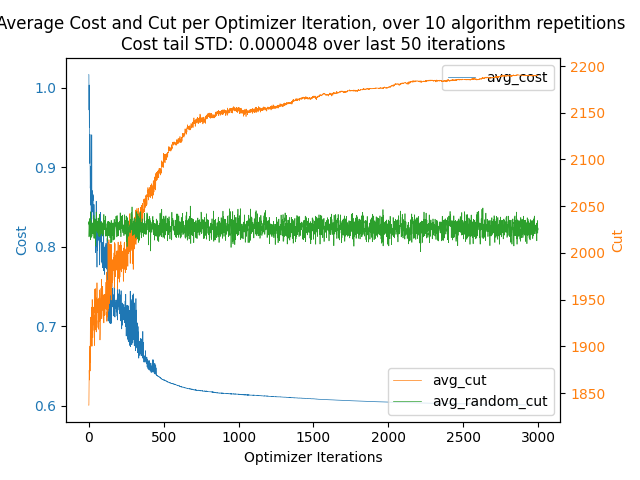 Average Cost and Cut per Optimizer Iteration, over 10 algorithm repetitions
Cost tail STD: 0.000048 over last 50 iterations
avg_cost
1.0
0.9
0.8
0.7
0.6
Cost
2200
2150
2100
2050
2000
1950
1900
1850
Cut
avg_cut
avg_random_cut
0 500 1000 1500 2000 2500 3000
Optimizer Iterations